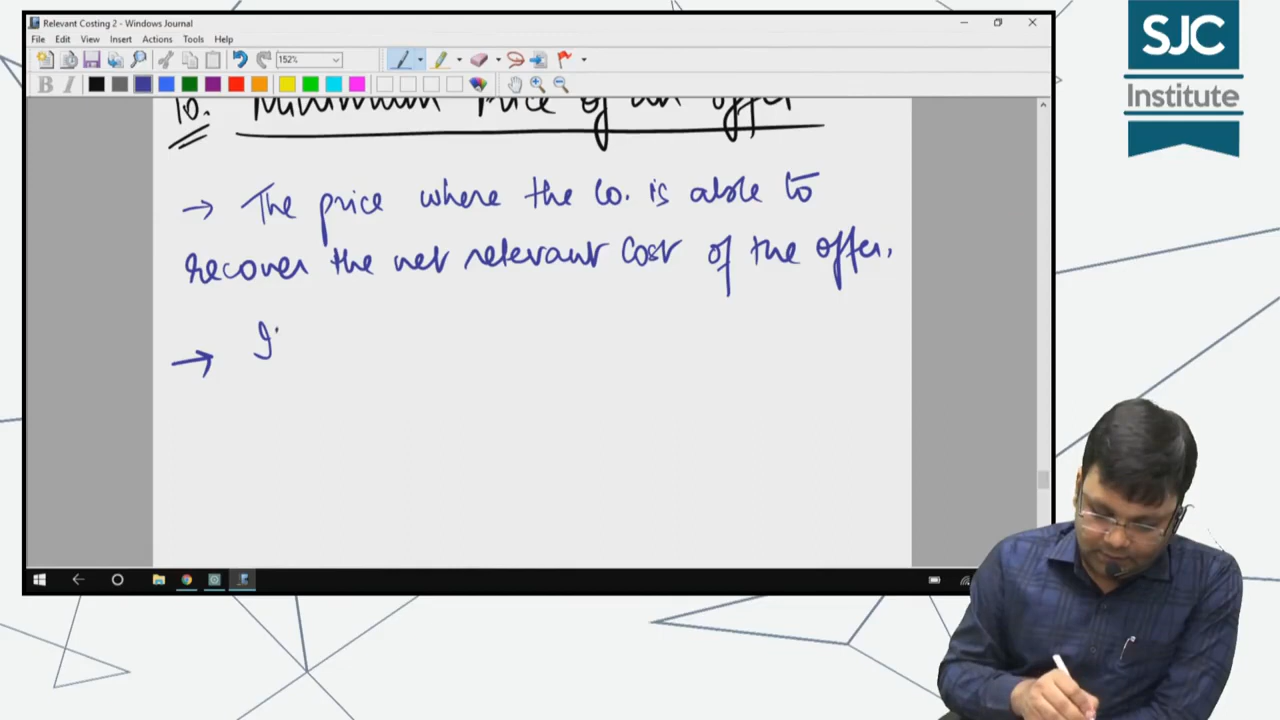 Relevant Costing 2 - Windows Journal
File Edit View Insert Actions Tools Help
152%
B I
10. Minimum Price of an offer
→ The price where the Co. is able to
recover the net relevant cost of the offer.
→
SJC
Institute